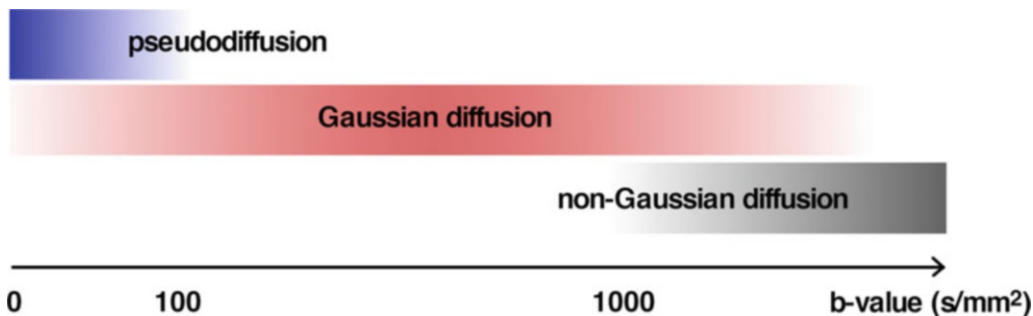 pseudodiffusion
Gaussian diffusion
non-Gaussian diffusion
0 100 1000 b-value (s/mm²)